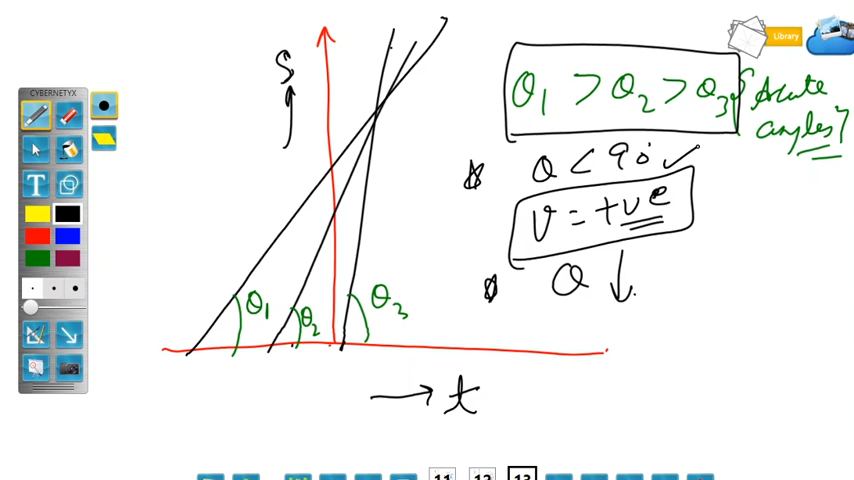 Library
CYBERNETYX
S
θ1 > θ2 > θ3 {Acute
angles}
θ < 90° ✓
v = +ve
θ ↓
θ1
θ2
θ3
→ t
T
11 12 13